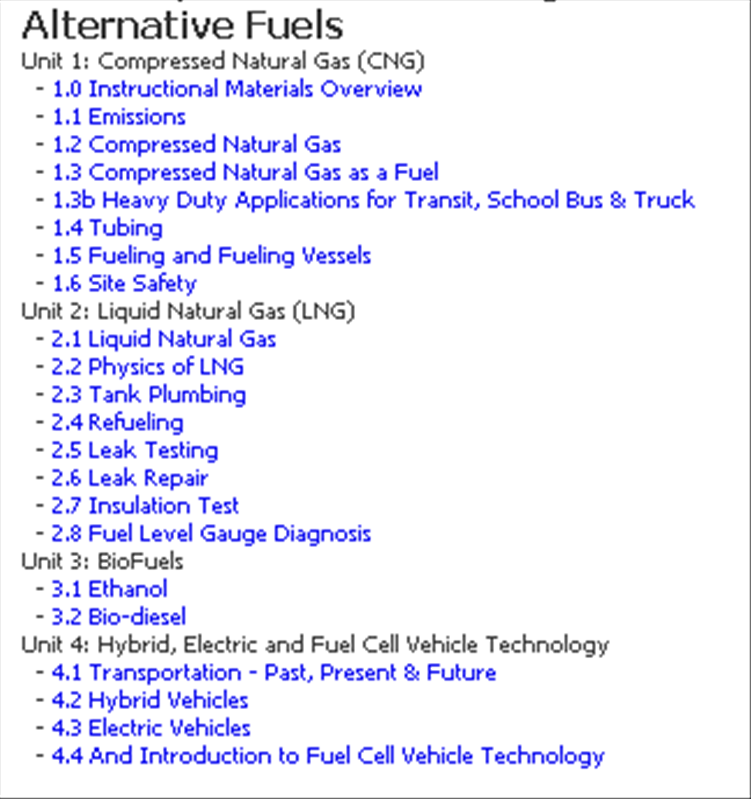 Alternative Fuels
Unit 1: Compressed Natural Gas (CNG)
- 1.0 Instructional Materials Overview
- 1.1 Emissions
- 1.2 Compressed Natural Gas
- 1.3 Compressed Natural Gas as a Fuel
- 1.3b Heavy Duty Applications for Transit, School Bus & Truck
- 1.4 Tubing
- 1.5 Fueling and Fueling Vessels
- 1.6 Site Safety
Unit 2: Liquid Natural Gas (LNG)
- 2.1 Liquid Natural Gas
- 2.2 Physics of LNG
- 2.3 Tank Plumbing
- 2.4 Refueling
- 2.5 Leak Testing
- 2.6 Leak Repair
- 2.7 Insulation Test
- 2.8 Fuel Level Gauge Diagnosis
Unit 3: BioFuels
- 3.1 Ethanol
- 3.2 Bio-diesel
Unit 4: Hybrid, Electric and Fuel Cell Vehicle Technology
- 4.1 Transportation - Past, Present & Future
- 4.2 Hybrid Vehicles
- 4.3 Electric Vehicles
- 4.4 And Introduction to Fuel Cell Vehicle Technology